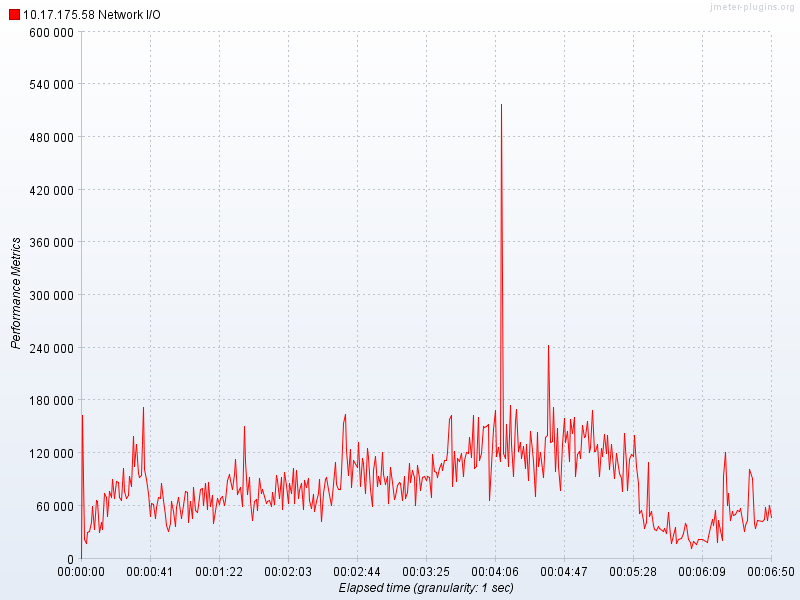 jmeter-plugins.org
10.17.175.58 Network I/O
600 000
540 000
480 000
420 000
360 000
300 000
240 000
180 000
120 000
60 000
0
Performance Metrics
00:00:00 00:00:41 00:01:22 00:02:03 00:02:44 00:03:25 00:04:06 00:04:47 00:05:28 00:06:09 00:06:50
Elapsed time (granularity: 1 sec)